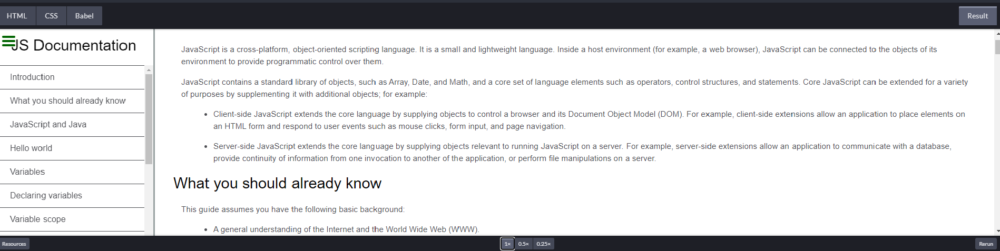 HTML CSS Babel Result
JS Documentation
Introduction
What you should already know
JavaScript and Java
Hello world
Variables
Declaring variables
Variable scope
JavaScript is a cross-platform, object-oriented scripting language. It is a small and lightweight language. Inside a host environment (for example, a web browser), JavaScript can be connected to the objects of its
environment to provide programmatic control over them.
JavaScript contains a standard library of objects, such as Array, Date, and Math, and a core set of language elements such as operators, control structures, and statements. Core JavaScript can be extended for a variety
of purposes by supplementing it with additional objects; for example:
• Client-side JavaScript extends the core language by supplying objects to control a browser and its Document Object Model (DOM). For example, client-side extensions allow an application to place elements on
an HTML form and respond to user events such as mouse clicks, form input, and page navigation.
• Server-side JavaScript extends the core language by supplying objects relevant to running JavaScript on a server. For example, server-side extensions allow an application to communicate with a database,
provide continuity of information from one invocation to another of the application, or perform file manipulations on a server.
What you should already know
This guide assumes you have the following basic background:
• A general understanding of the Internet and the World Wide Web (WWW).
Resources 1× 0.5× 0.25× Rerun